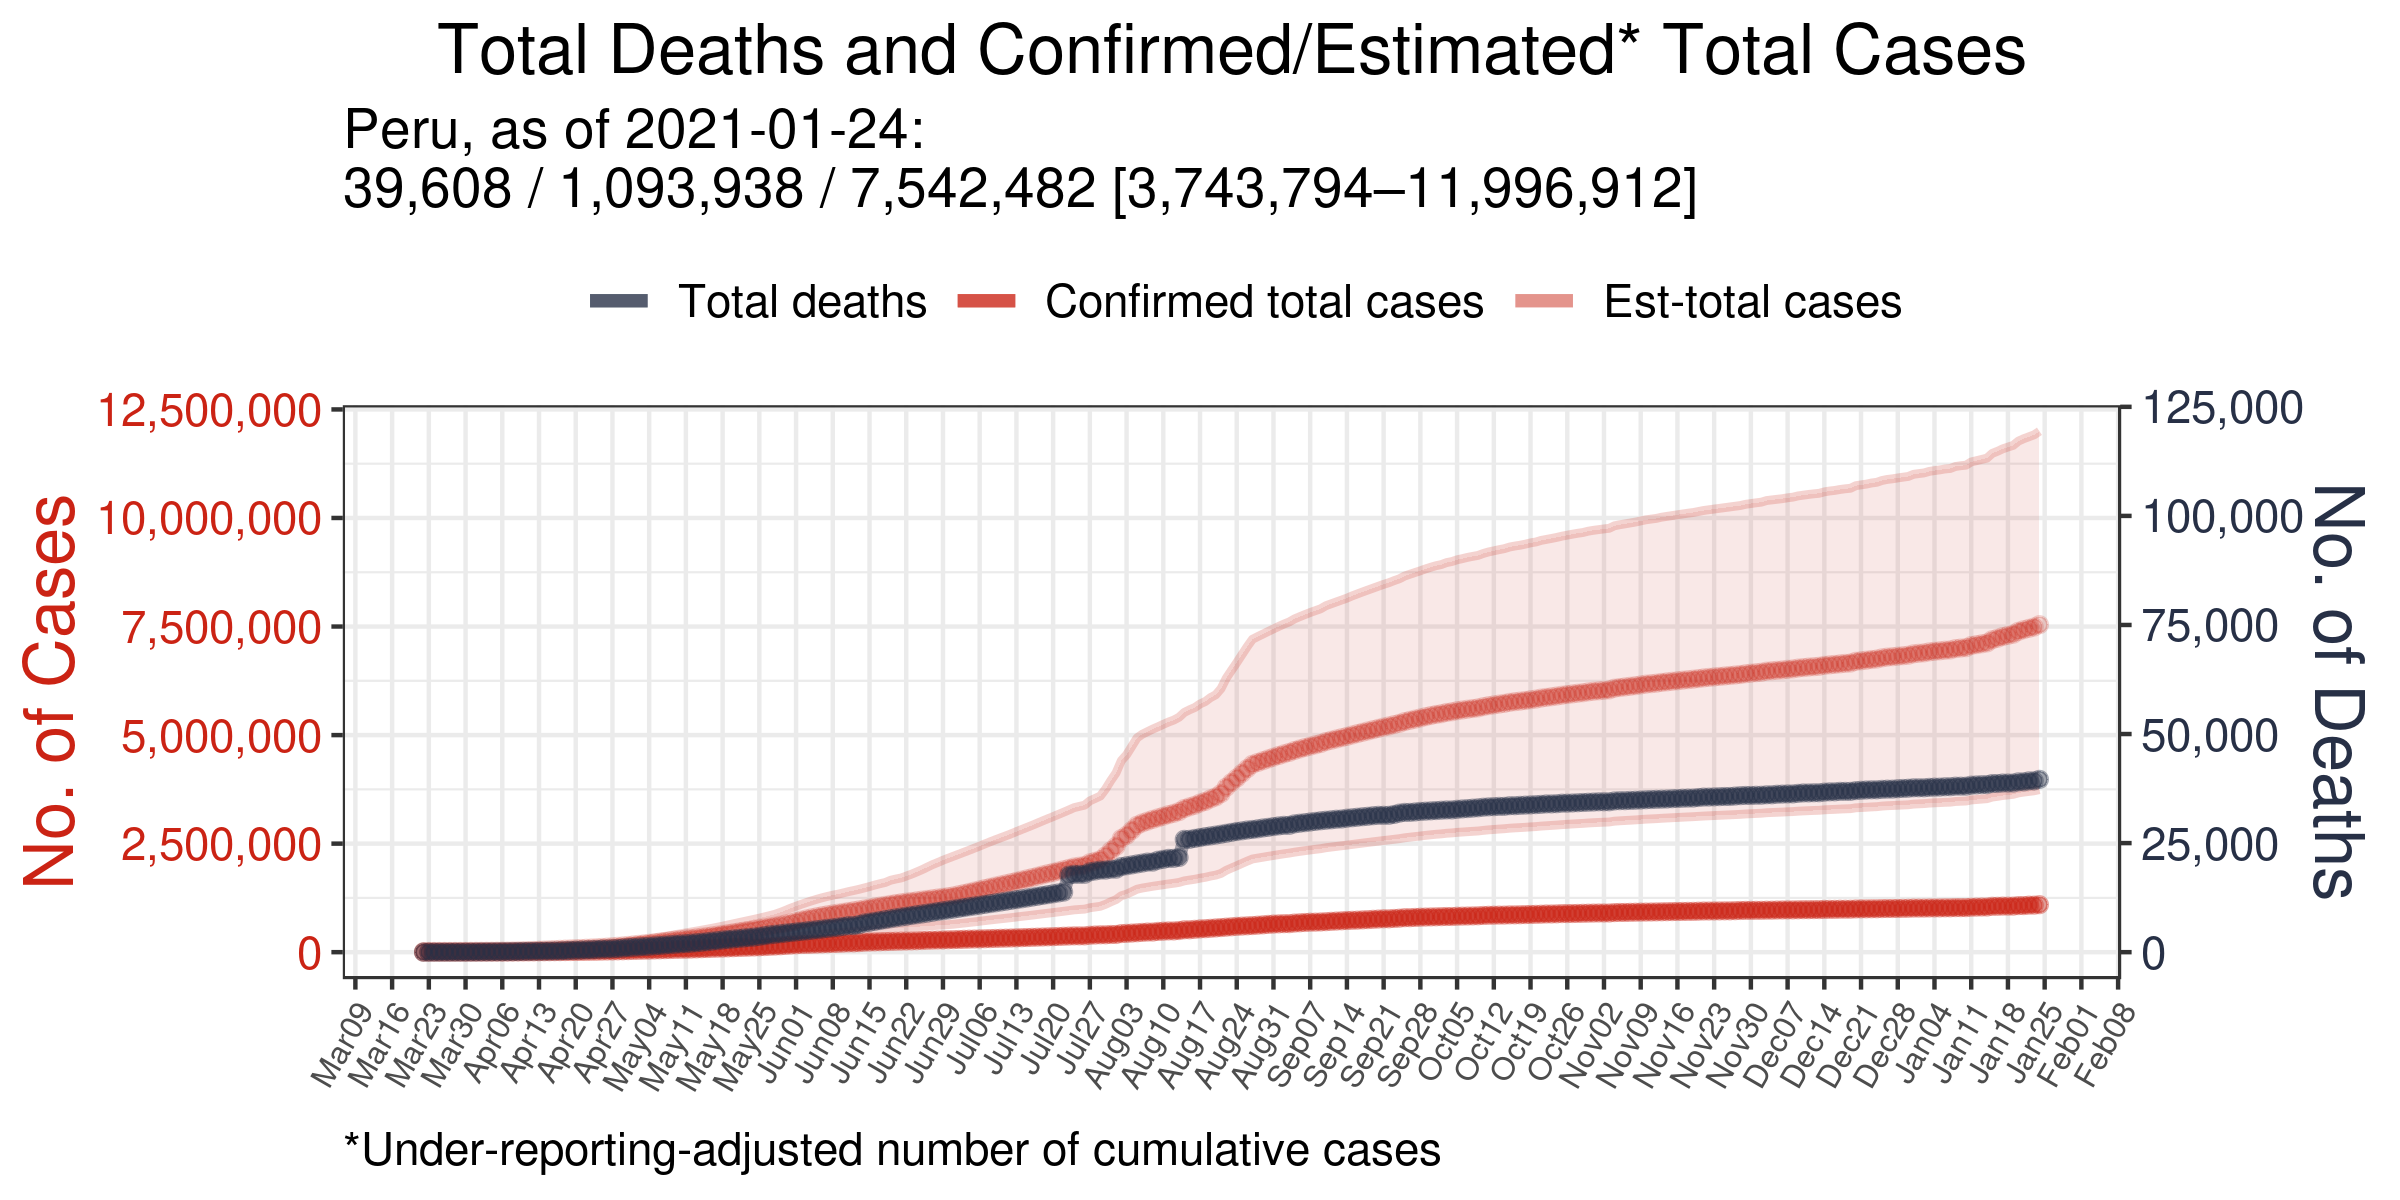 Total Deaths and Confirmed/Estimated* Total Cases
Peru, as of 2021-01-24:
39,608 / 1,093,938 / 7,542,482 [3,743,794–11,996,912]
Total deaths
Confirmed total cases
Est-total cases
No. of Cases
12,500,000
10,000,000
7,500,000
5,000,000
2,500,000
0
125,000
100,000
75,000
50,000
25,000
0
No. of Deaths
Mar09
Mar16
Mar23
Mar30
Apr06
Apr13
Apr20
Apr27
May04
May11
May18
May25
Jun01
Jun08
Jun15
Jun22
Jun29
Jul06
Jul13
Jul20
Jul27
Aug03
Aug10
Aug17
Aug24
Aug31
Sep07
Sep14
Sep21
Sep28
Oct05
Oct12
Oct19
Oct26
Nov02
Nov09
Nov16
Nov23
Nov30
Dec07
Dec14
Dec21
Dec28
Jan04
Jan11
Jan18
Jan25
Feb01
Feb08
*Under-reporting-adjusted number of cumulative cases